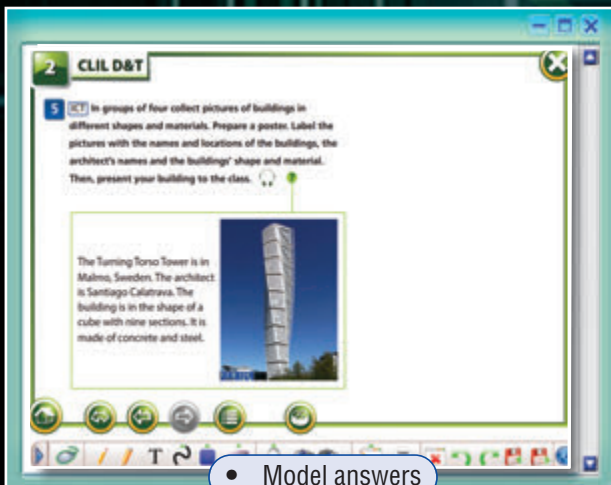 2 CLIL D&T
5 ICT In groups of four collect pictures of buildings in
different shapes and materials. Prepare a poster. Label the
pictures with the names and locations of the buildings, the
architect's names and the buildings' shape and material.
Then, present your building to the class.
The Turning Torso Tower is in
Malmo, Sweden. The architect
is Santiago Calatrava. The
building is in the shape of a
cube with nine sections. It is
made of concrete and steel.
T
• Model answers